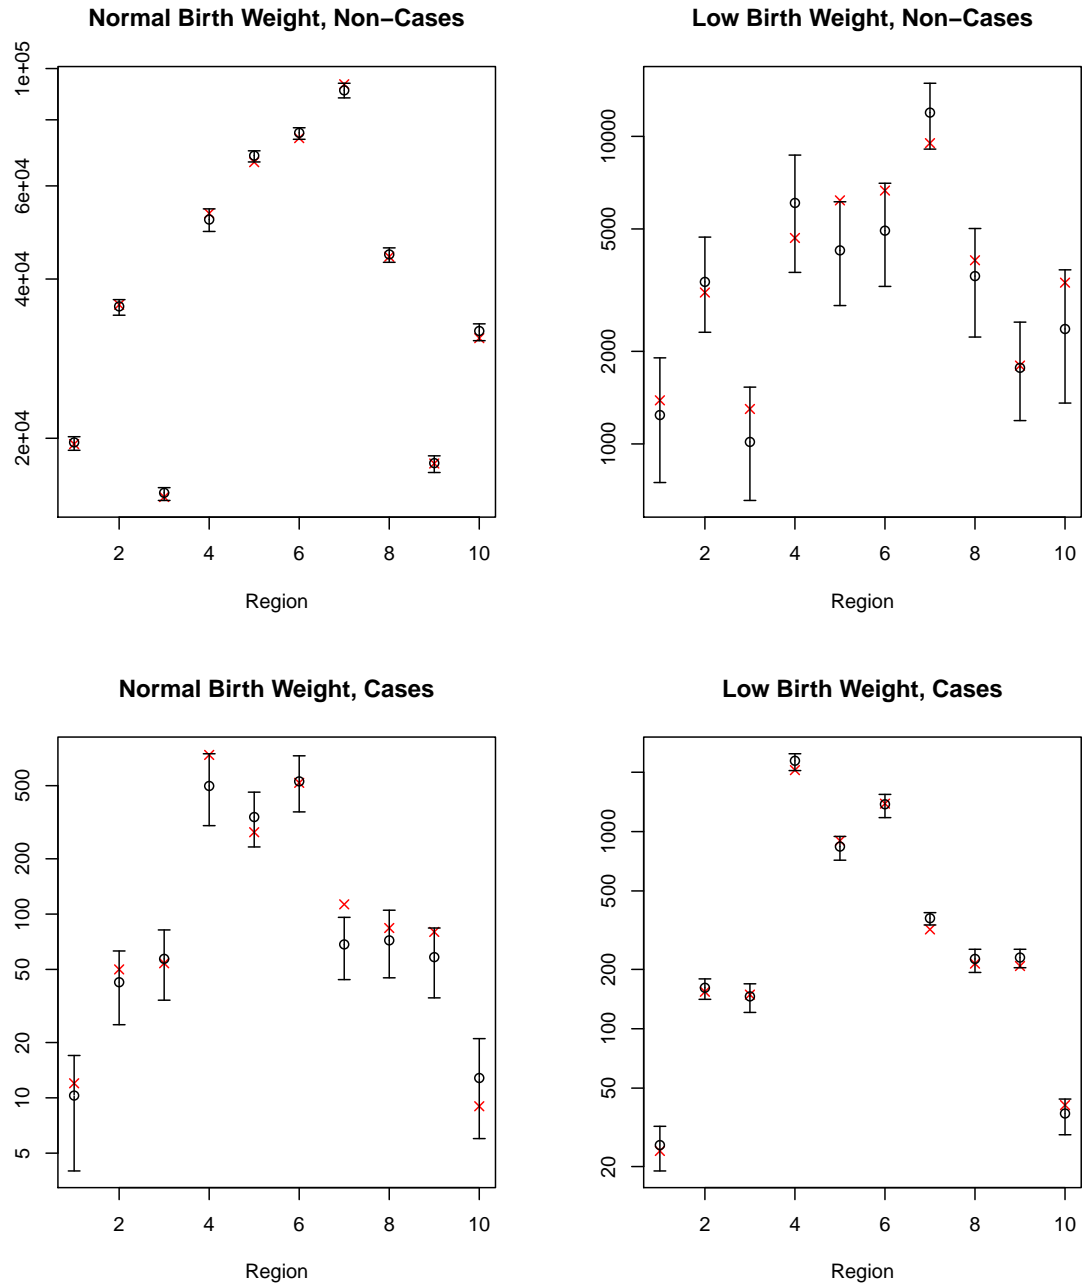 Normal Birth Weight, Non−Cases
Low Birth Weight, Non−Cases
1e+05
6e+04
4e+04
2e+04
10000
5000
2000
1000
2 4 6 8 10
2 4 6 8 10
Region
Region
Normal Birth Weight, Cases
Low Birth Weight, Cases
500
200
100
50
20
10
5
1000
500
200
100
50
20
2 4 6 8 10
2 4 6 8 10
Region
Region